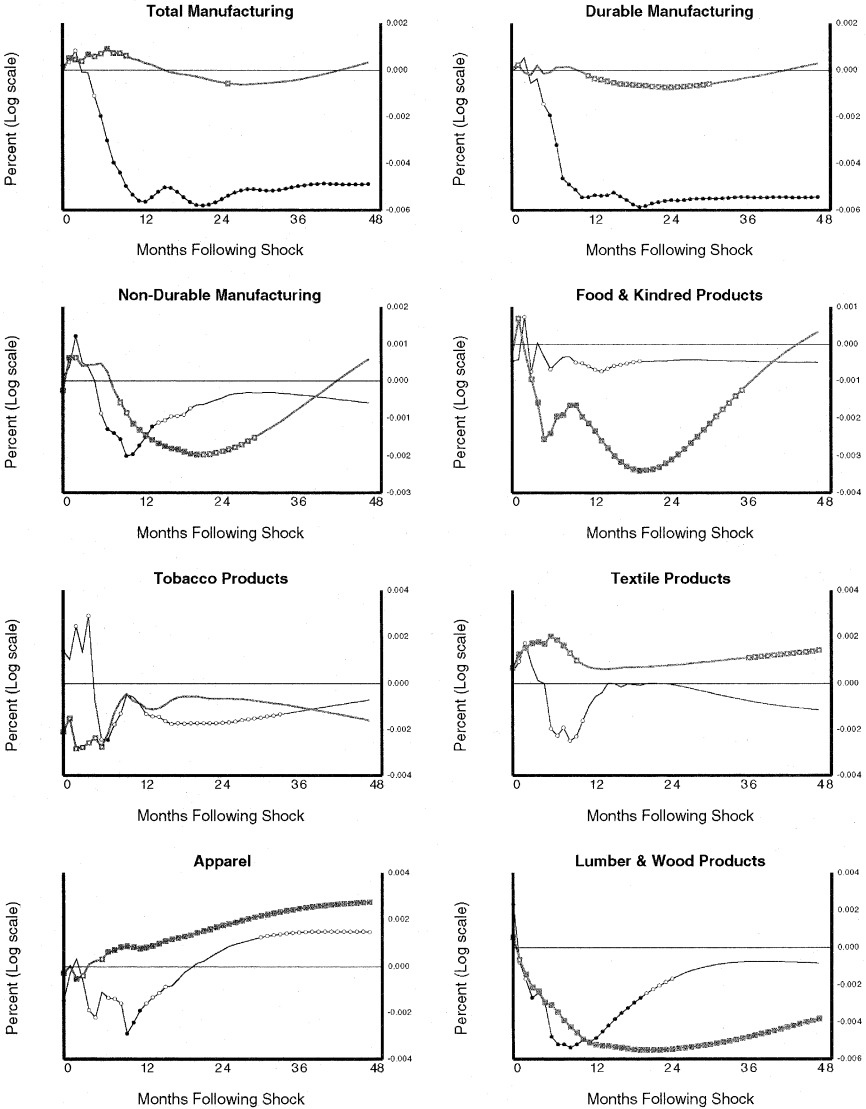 Total Manufacturing
Percent (Log scale)
0.002
0.000
-0.002
-0.004
-0.006
0 12 24 36 48
Months Following Shock
Durable Manufacturing
Percent (Log scale)
0.002
0.000
-0.002
-0.004
-0.006
0 12 24 36 48
Months Following Shock
Non-Durable Manufacturing
Percent (Log scale)
0.002
0.001
0.000
-0.001
-0.002
-0.003
0 12 24 36 48
Months Following Shock
Food & Kindred Products
Percent (Log scale)
0.001
0.000
-0.001
-0.002
-0.003
-0.004
0 12 24 36 48
Months Following Shock
Tobacco Products
Percent (Log scale)
0.004
0.002
0.000
-0.002
-0.004
0 12 24 36 48
Months Following Shock
Textile Products
Percent (Log scale)
0.004
0.002
0.000
-0.002
-0.004
0 12 24 36 48
Months Following Shock
Apparel
Percent (Log scale)
0.004
0.002
0.000
-0.002
-0.004
0 12 24 36 48
Months Following Shock
Lumber & Wood Products
Percent (Log scale)
0.004
0.002
0.000
-0.002
-0.004
-0.006
0 12 24 36 48
Months Following Shock